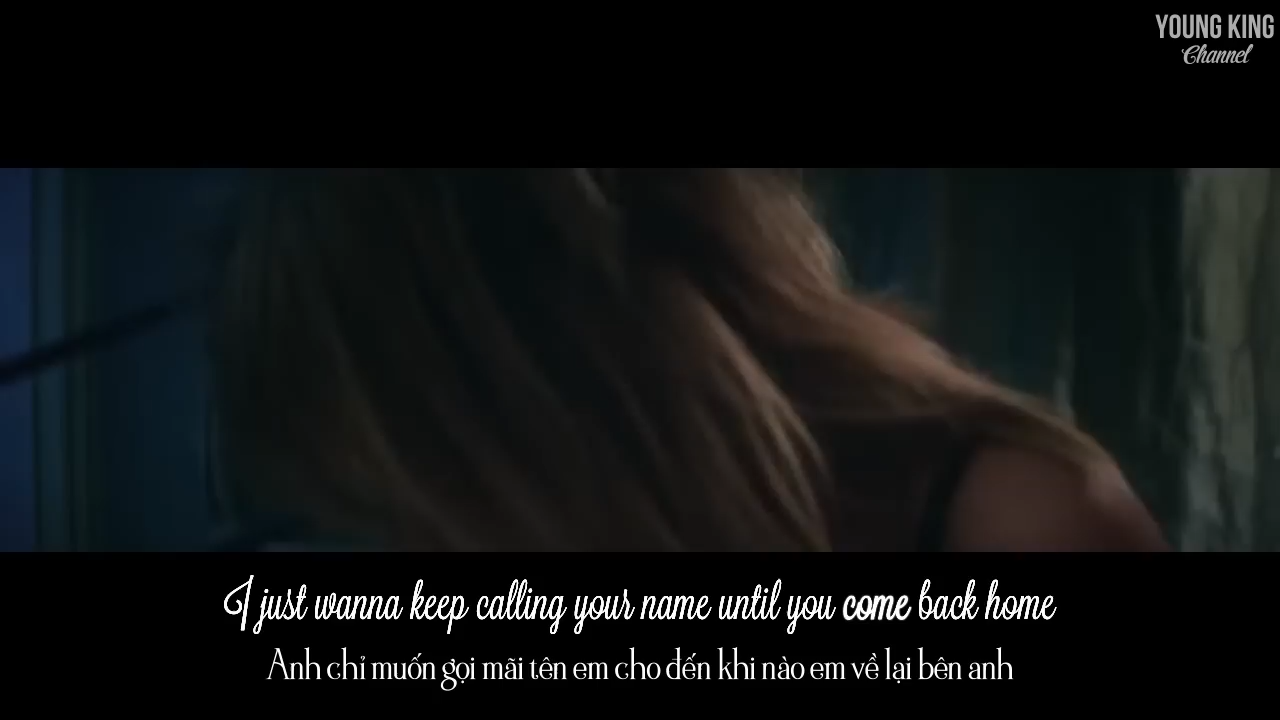 YOUNG KING
Channel
I just wanna keep calling your name until you come back home
Anh chỉ muốn gọi mãi tên em cho đến khi nào em về lại bên anh